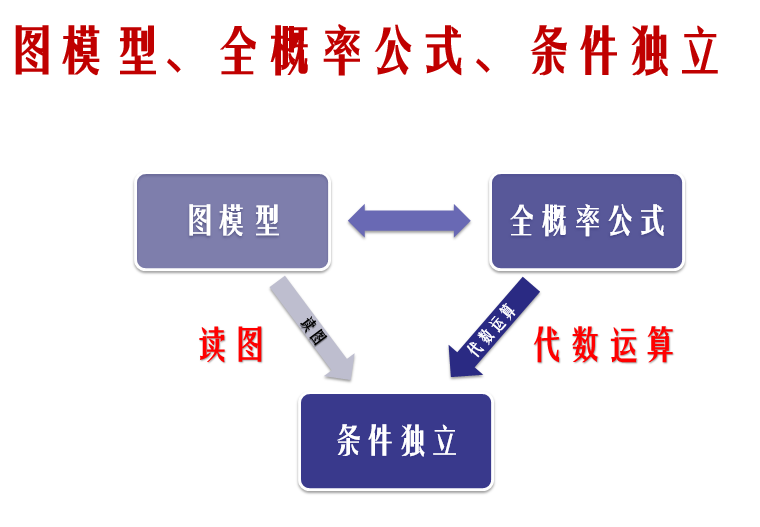 图模型、全概率公式、条件独立
图模型
全概率公式
读图
读图
代数运算
代数运算
条件独立